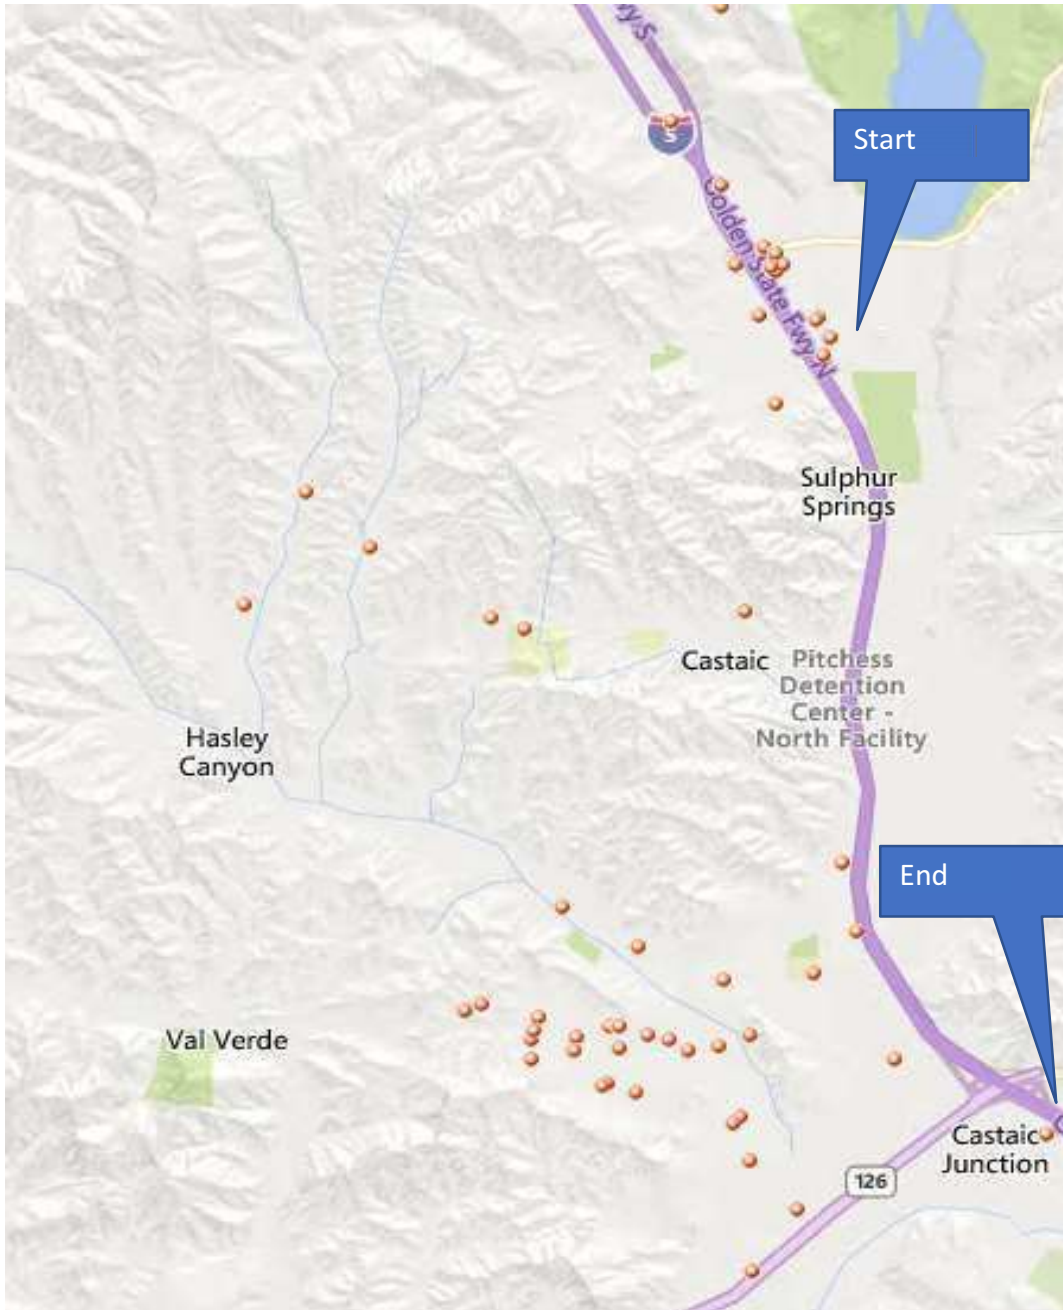 wy S
5
Start
Golden State Fwy N
Sulphur
Springs
Castaic
Pitchess
Detention
Center -
North Facility
Hasley
Canyon
End
Val Verde
Castaic
Junction
126